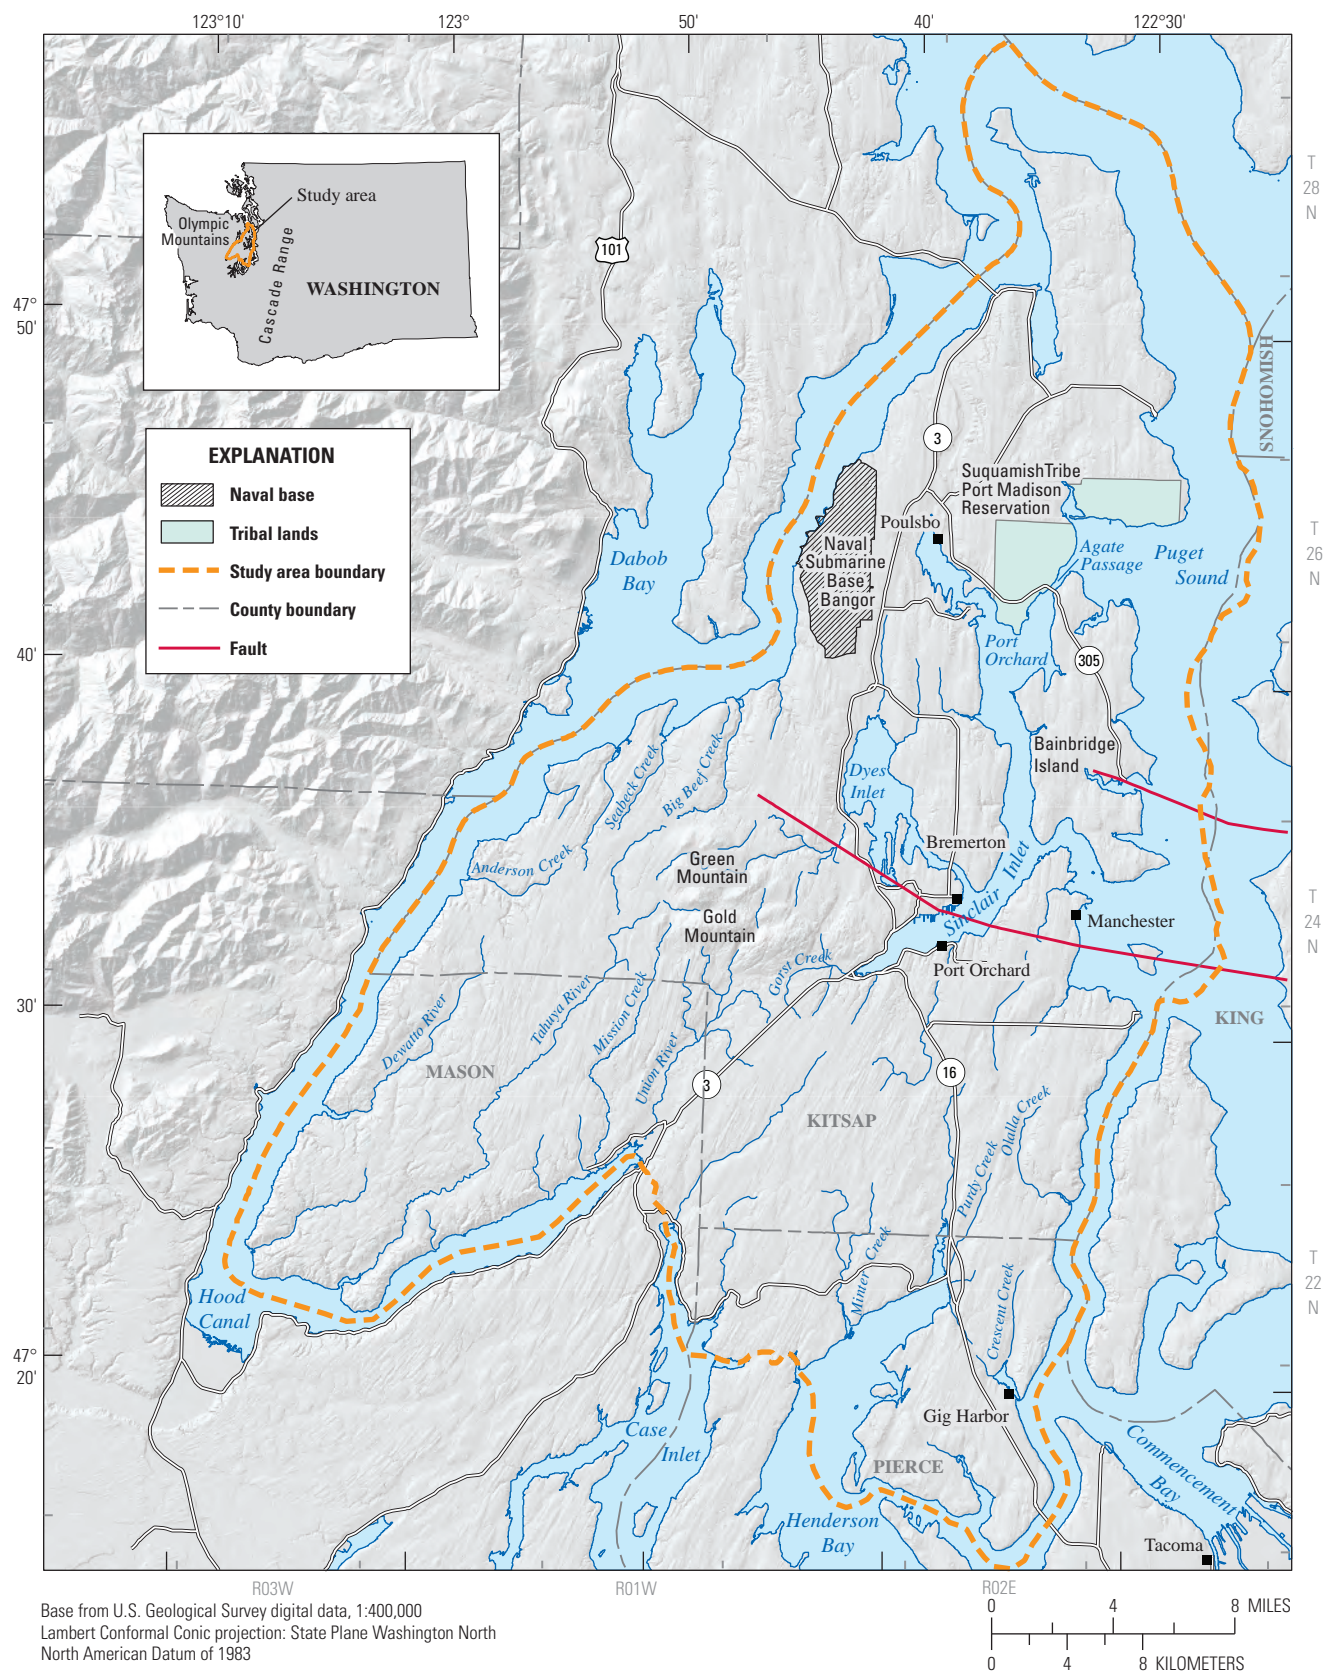 123°10'
123°
50'
40'
122°30'
T
28
N
Study area
Olympic
Mountains
Cascade Range
WASHINGTON
101
47°
50'
SNOHOMISH
EXPLANATION
Naval base
Tribal lands
Study area boundary
County boundary
Fault
3
Suquamish Tribe
Port Madison
Reservation
Poulsbo
Naval
Submarine
Base
Bangor
Dabob
Bay
Agate
Passage
Puget
Sound
T
26
N
Port
Orchard
305
40'
Bainbridge
Island
Dyes
Inlet
Seabeck Creek
Big Beef Creek
Anderson Creek
Green
Mountain
Bremerton
Sinclair Inlet
Gold
Mountain
Manchester
T
24
N
Gorst Creek
Port Orchard
30'
KING
Dewatto River
Tahuya River
Mission Creek
Union River
MASON
3
16
KITSAP
Olalla Creek
Purdy Creek
Minter Creek
Crescent Creek
T
22
N
Hood
Canal
47°
20'
Gig Harbor
Case
Inlet
PIERCE
Commencement
Bay
Henderson
Bay
Tacoma
R03W
R01W
R02E
Base from U.S. Geological Survey digital data, 1:400,000
Lambert Conformal Conic projection: State Plane Washington North
North American Datum of 1983
0 4 8 MILES
0 4 8 KILOMETERS